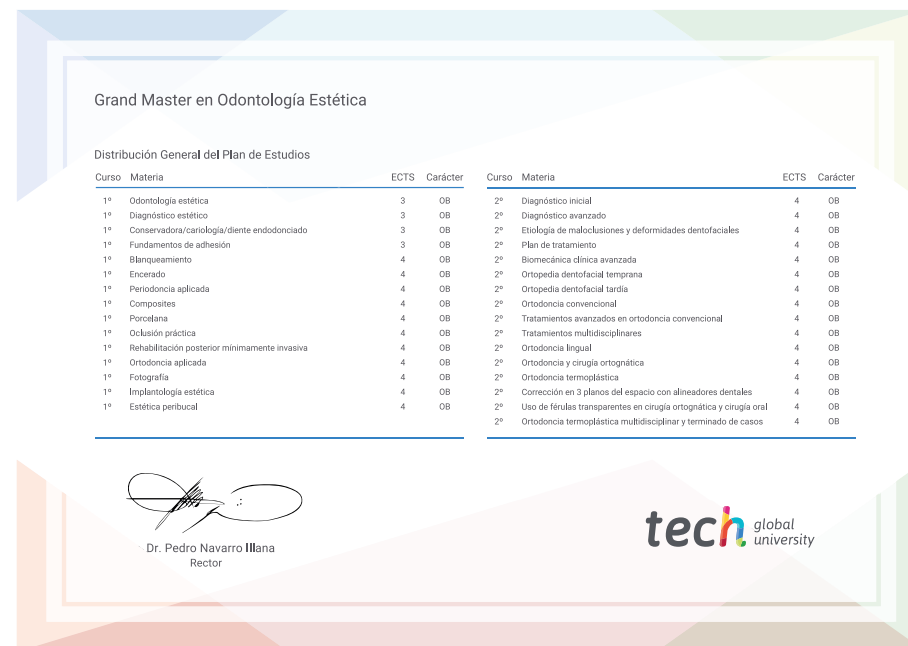 Grand Master en Odontología Estética
Distribución General del Plan de Estudios
Curso Materia ECTS Carácter
1º Odontología estética 3 OB
1º Diagnóstico estético 3 OB
1º Conservadora/cariología/diente endodonciado 3 OB
1º Fundamentos de adhesión 3 OB
1º Blanqueamiento 4 OB
1º Encerado 4 OB
1º Periodoncia aplicada 4 OB
1º Composites 4 OB
1º Porcelana 4 OB
1º Oclusión práctica 4 OB
1º Rehabilitación posterior mínimamente invasiva 4 OB
1º Ortodoncia aplicada 4 OB
1º Fotografía 4 OB
1º Implantología estética 4 OB
1º Estética peribucal 4 OB
Curso Materia ECTS Carácter
2º Diagnóstico inicial 4 OB
2º Diagnóstico avanzado 4 OB
2º Etiología de maloclusiones y deformidades dentofaciales 4 OB
2º Plan de tratamiento 4 OB
2º Biomecánica clínica avanzada 4 OB
2º Ortopedia dentofacial temprana 4 OB
2º Ortopedia dentofacial tardía 4 OB
2º Ortodoncia convencional 4 OB
2º Tratamientos avanzados en ortodoncia convencional 4 OB
2º Tratamientos multidisciplinares 4 OB
2º Ortodoncia lingual 4 OB
2º Ortodoncia y cirugía ortognática 4 OB
2º Ortodoncia termoplástica 4 OB
2º Corrección en 3 planos del espacio con alineadores dentales 4 OB
2º Uso de férulas transparentes en cirugía ortognática y cirugía oral 4 OB
2º Ortodoncia termoplástica multidisciplinar y terminado de casos 4 OB
Dr. Pedro Navarro Illana
Rector
tech global
university